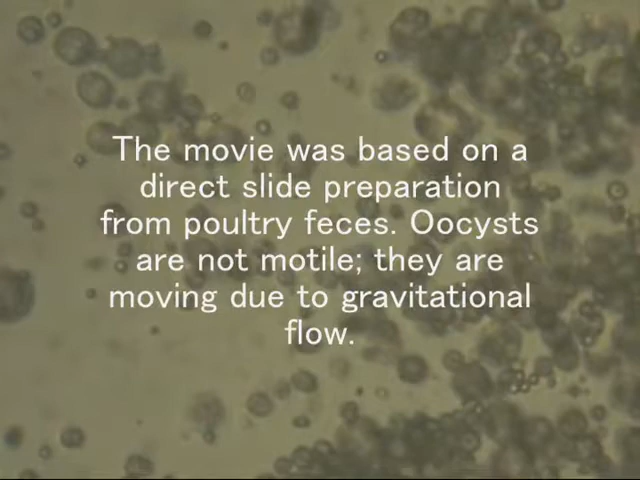 The movie was based on a
direct slide preparation
from poultry feces. Oocysts
are not motile; they are
moving due to gravitational
flow.